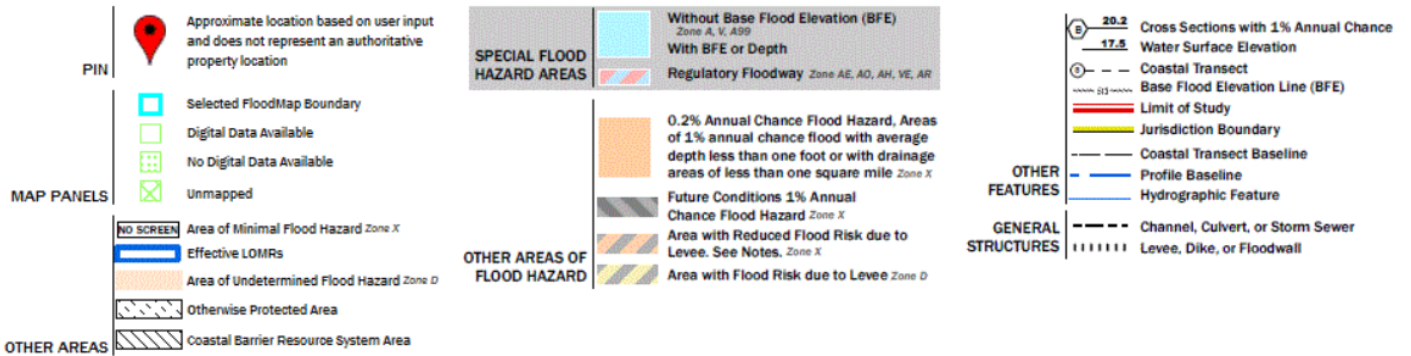 PIN
Approximate location based on user input
and does not represent an authoritative
property location
MAP PANELS
Selected FloodMap Boundary
Digital Data Available
No Digital Data Available
Unmapped
OTHER AREAS
NO SCREEN Area of Minimal Flood Hazard Zone X
Effective LOMRs
Area of Undetermined Flood Hazard Zone D
Otherwise Protected Area
Coastal Barrier Resource System Area
SPECIAL FLOOD
HAZARD AREAS
Without Base Flood Elevation (BFE)
Zone A, V, A99
With BFE or Depth
Regulatory Floodway Zone AE, AO, AH, VE, AR
OTHER AREAS OF
FLOOD HAZARD
0.2% Annual Chance Flood Hazard, Areas
of 1% annual chance flood with average
depth less than one foot or with drainage
areas of less than one square mile Zone X
Future Conditions 1% Annual
Chance Flood Hazard Zone X
Area with Reduced Flood Risk due to
Levee. See Notes. Zone X
Area with Flood Risk due to Levee Zone D
OTHER
FEATURES
B 20.2 Cross Sections with 1% Annual Chance
17.5 Water Surface Elevation
8 Coastal Transect
513 Base Flood Elevation Line (BFE)
Limit of Study
Jurisdiction Boundary
Coastal Transect Baseline
Profile Baseline
Hydrographic Feature
GENERAL
STRUCTURES
Channel, Culvert, or Storm Sewer
Levee, Dike, or Floodwall